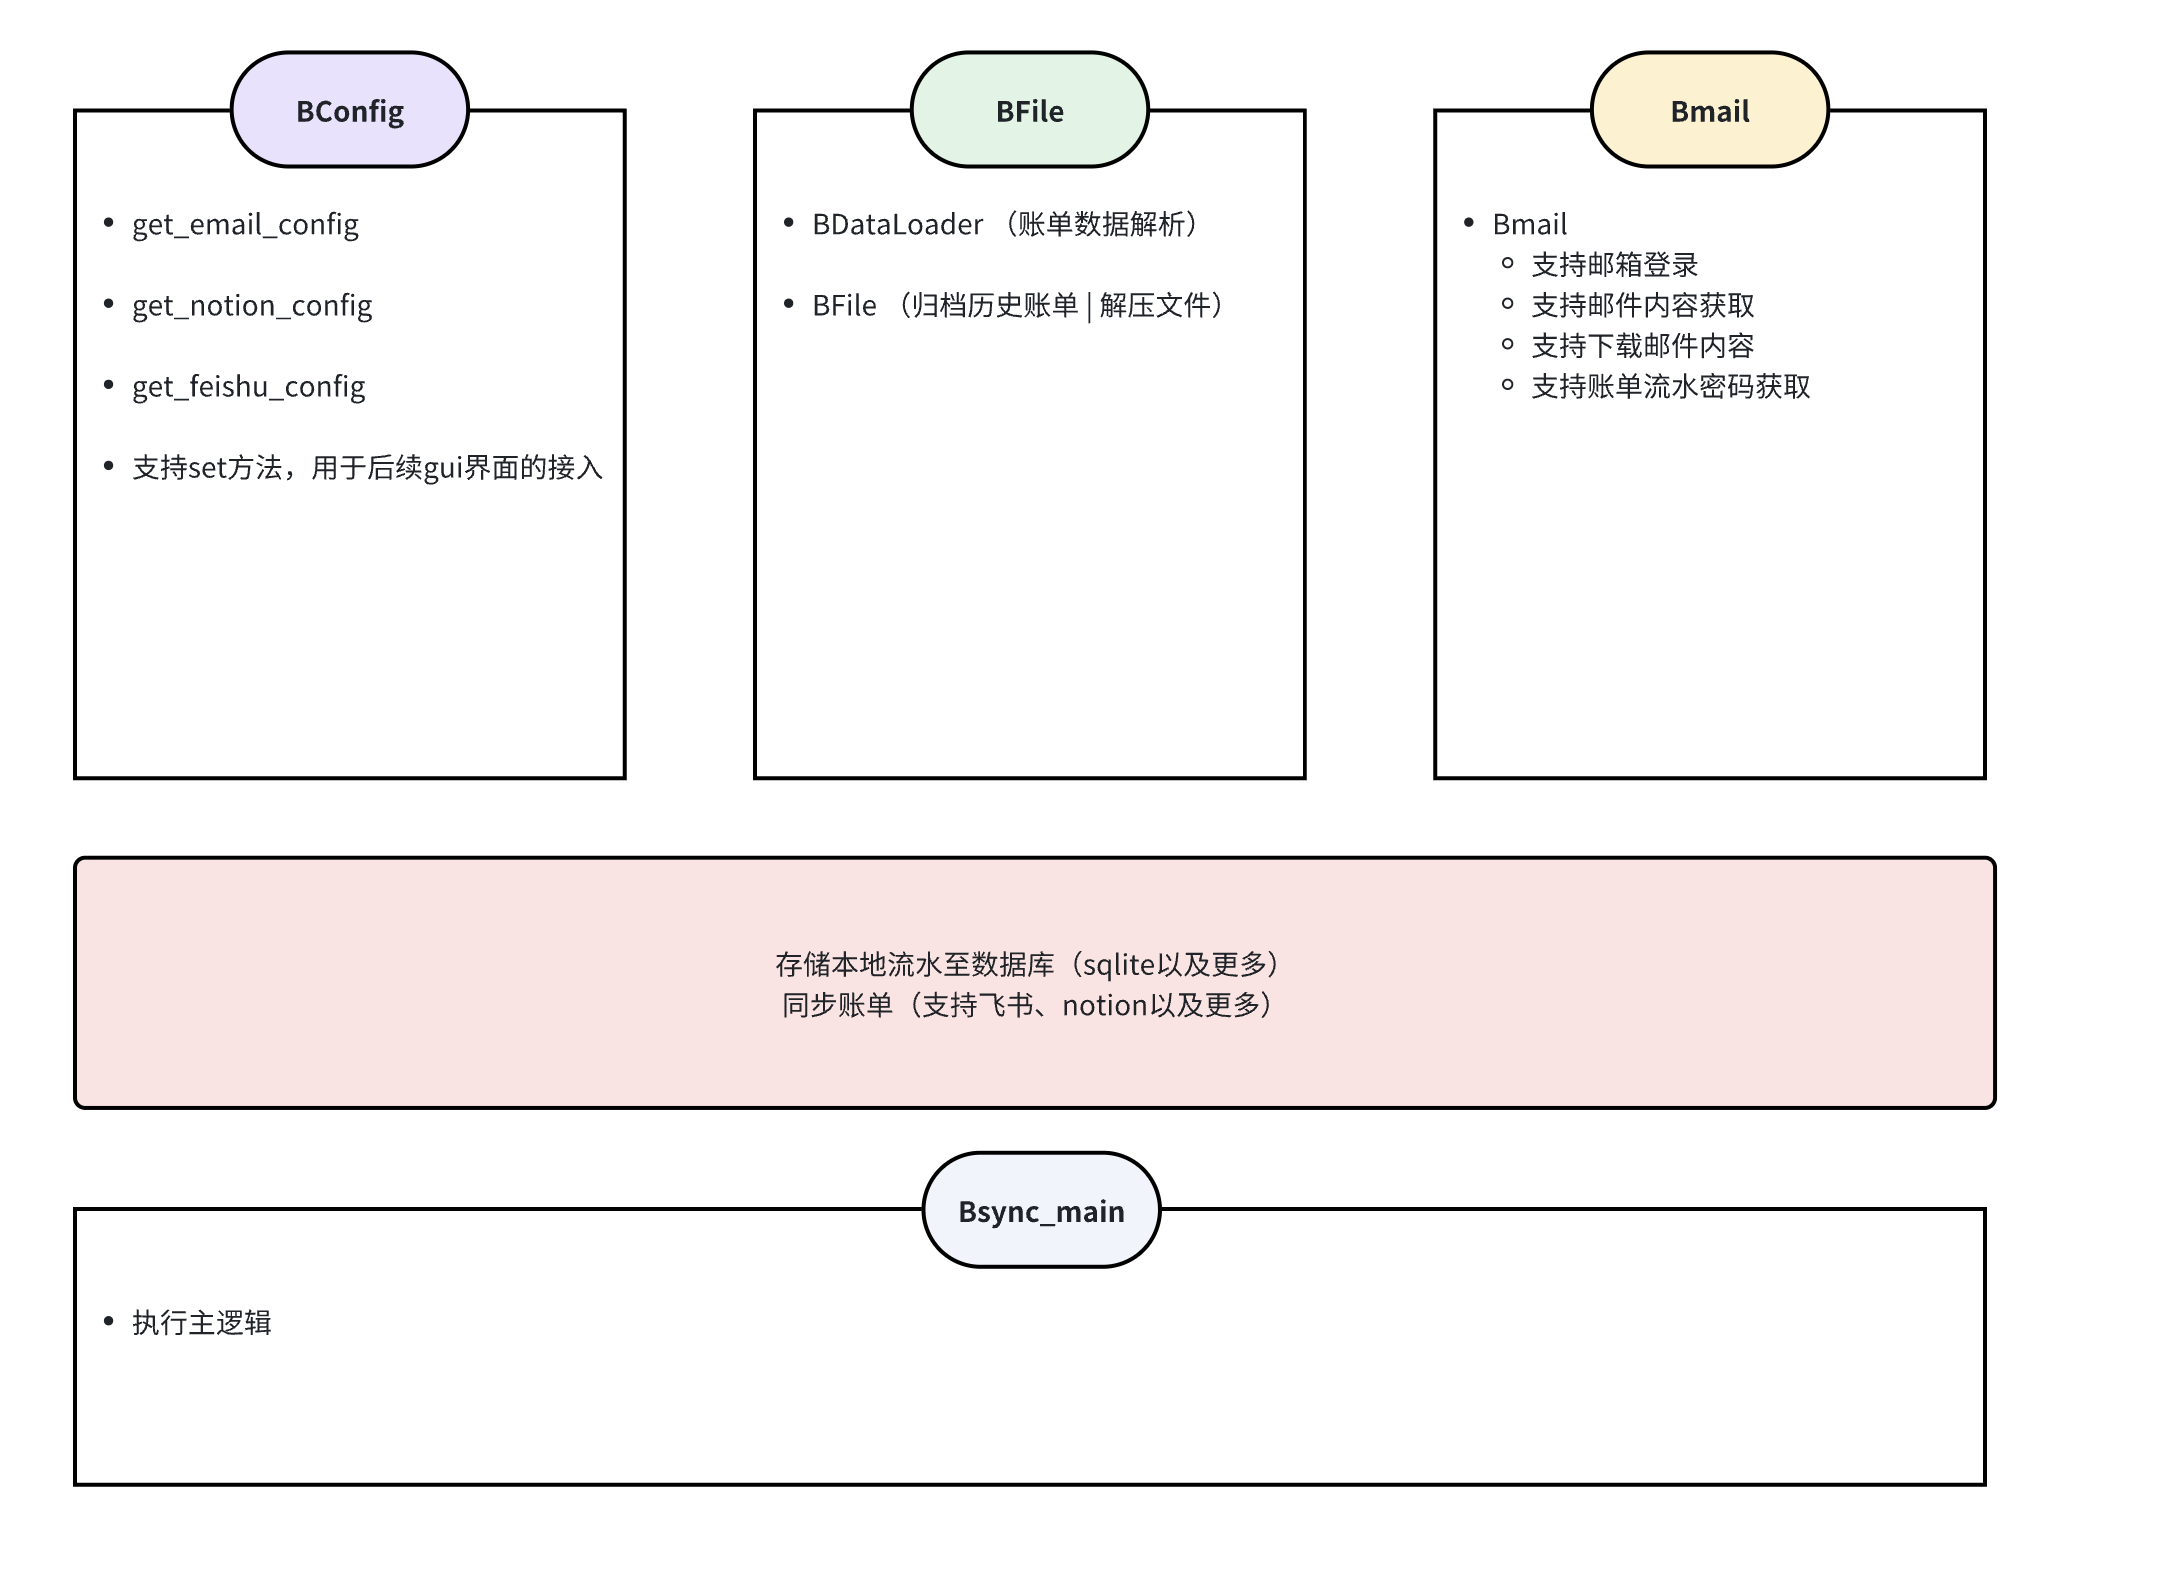 BConfig
get_email_config
get_notion_config
get_feishu_config
支持set方法，用于后续gui界面的接入
BFile
BDataLoader （账单数据解析）
BFile （归档历史账单 | 解压文件）
Bmail
Bmail
支持邮箱登录
支持邮件内容获取
支持下载邮件内容
支持账单流水密码获取
存储本地流水至数据库（sqlite以及更多）
同步账单（支持飞书、notion以及更多）
Bsync_main
执行主逻辑